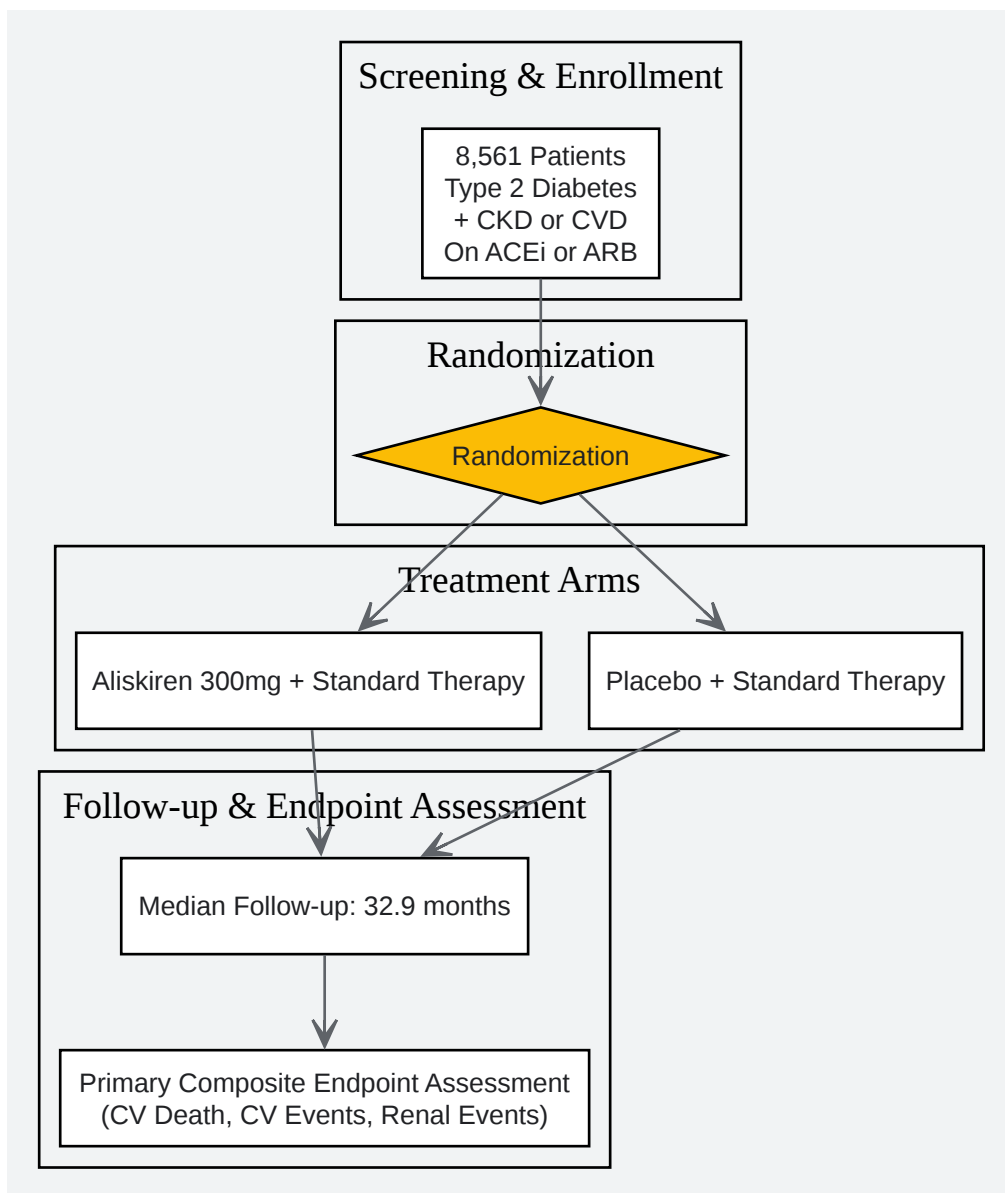 Screening & Enrollment
8,561 Patients
Type 2 Diabetes
+ CKD or CVD
On ACEi or ARB
Randomization
Randomization
Treatment Arms
Aliskiren 300mg + Standard Therapy
Placebo + Standard Therapy
Follow-up & Endpoint Assessment
Median Follow-up: 32.9 months
Primary Composite Endpoint Assessment
(CV Death, CV Events, Renal Events)